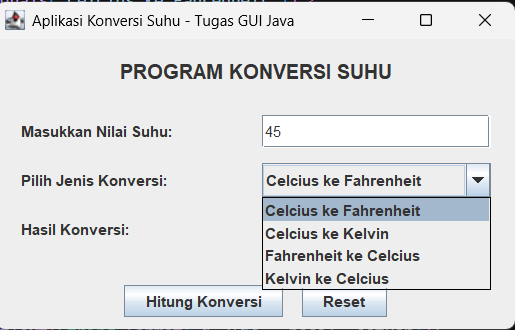 Aplikasi Konversi Suhu - Tugas GUI Java
PROGRAM KONVERSI SUHU
Masukkan Nilai Suhu: 45
Pilih Jenis Konversi: Celcius ke Fahrenheit
Celcius ke Fahrenheit
Hasil Konversi:
Celcius ke Kelvin
Fahrenheit ke Celcius
Kelvin ke Celcius
Hitung Konversi Reset